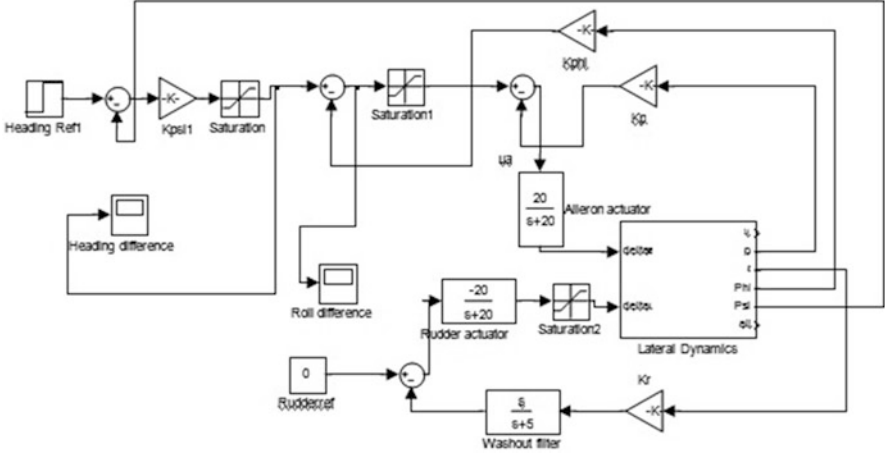 -K-
Kphi
Heading Ref1
+
-
-K-
Kpsi1
Saturation
+
-
Saturation1
+
-
-K-
Kp
ua
20
s+20
Aileron actuator
Heading difference
Roll difference
-20
s+20
Rudder actuator
Saturation2
p
r
Phi
Psi
Lateral Dynamics
0
Rudderref
+
-
s
s+5
Washout filter
-K-
Kr